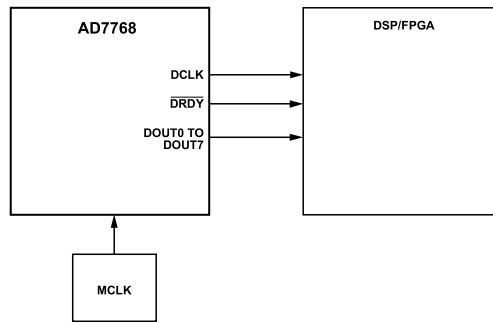 AD7768
DSP/FPGA
DCLK
DRDY
DOUT0 TO
DOUT7
MCLK